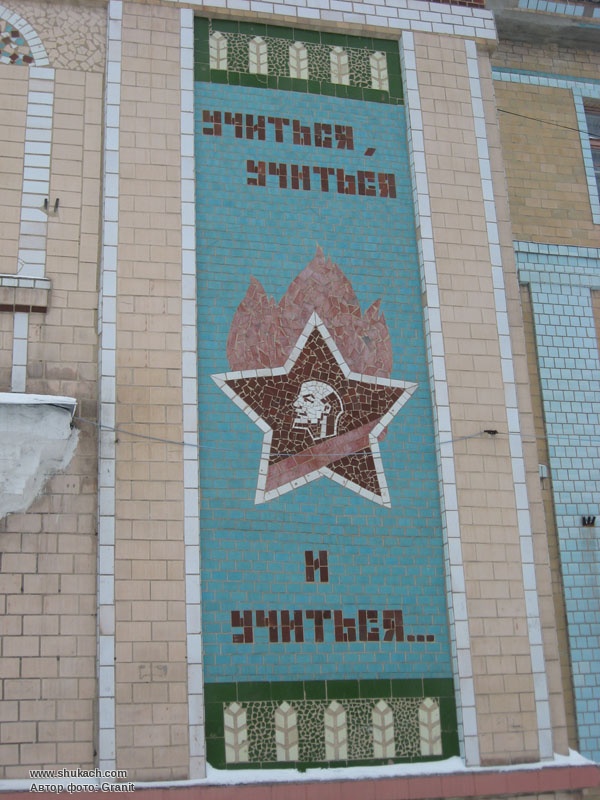 УЧИТЬСЯ,
УЧИТЬСЯ
И
УЧИТЬСЯ...
www.shukach.com
Автор фото: Granit